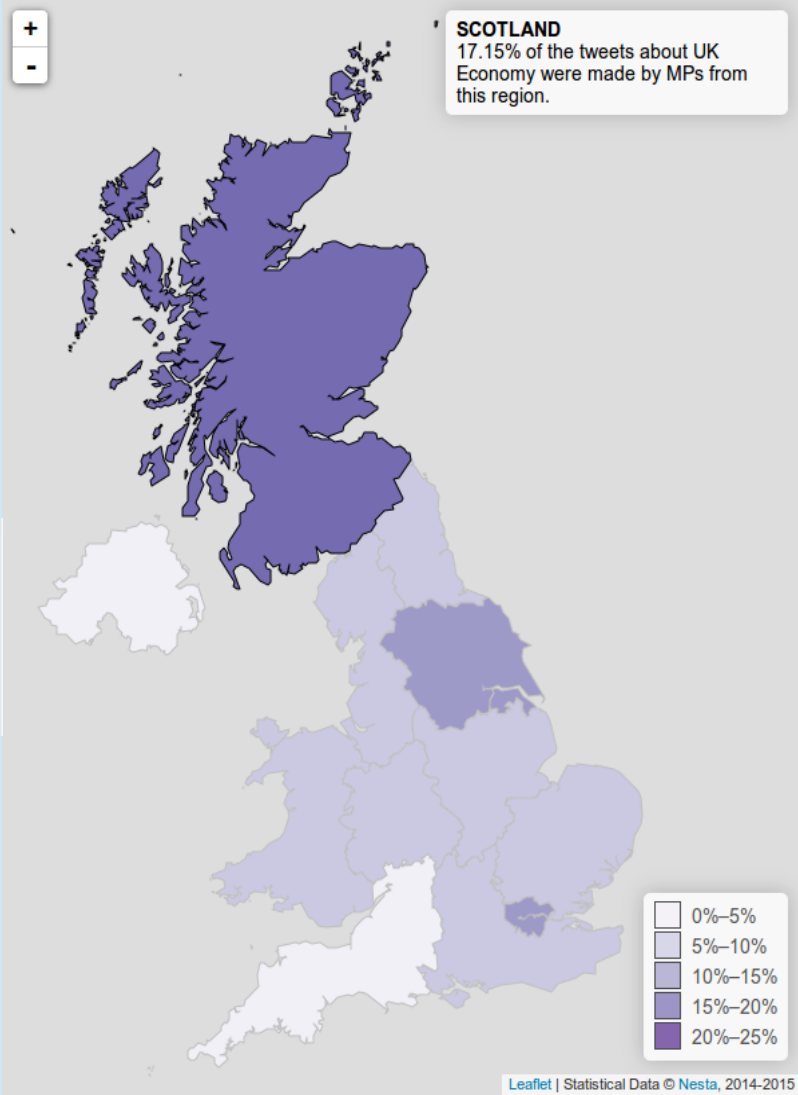 +
-
SCOTLAND
17.15% of the tweets about UK
Economy were made by MPs from
this region.
0%–5%
5%–10%
10%–15%
15%–20%
20%–25%
Leaflet | Statistical Data © Nesta, 2014-2015